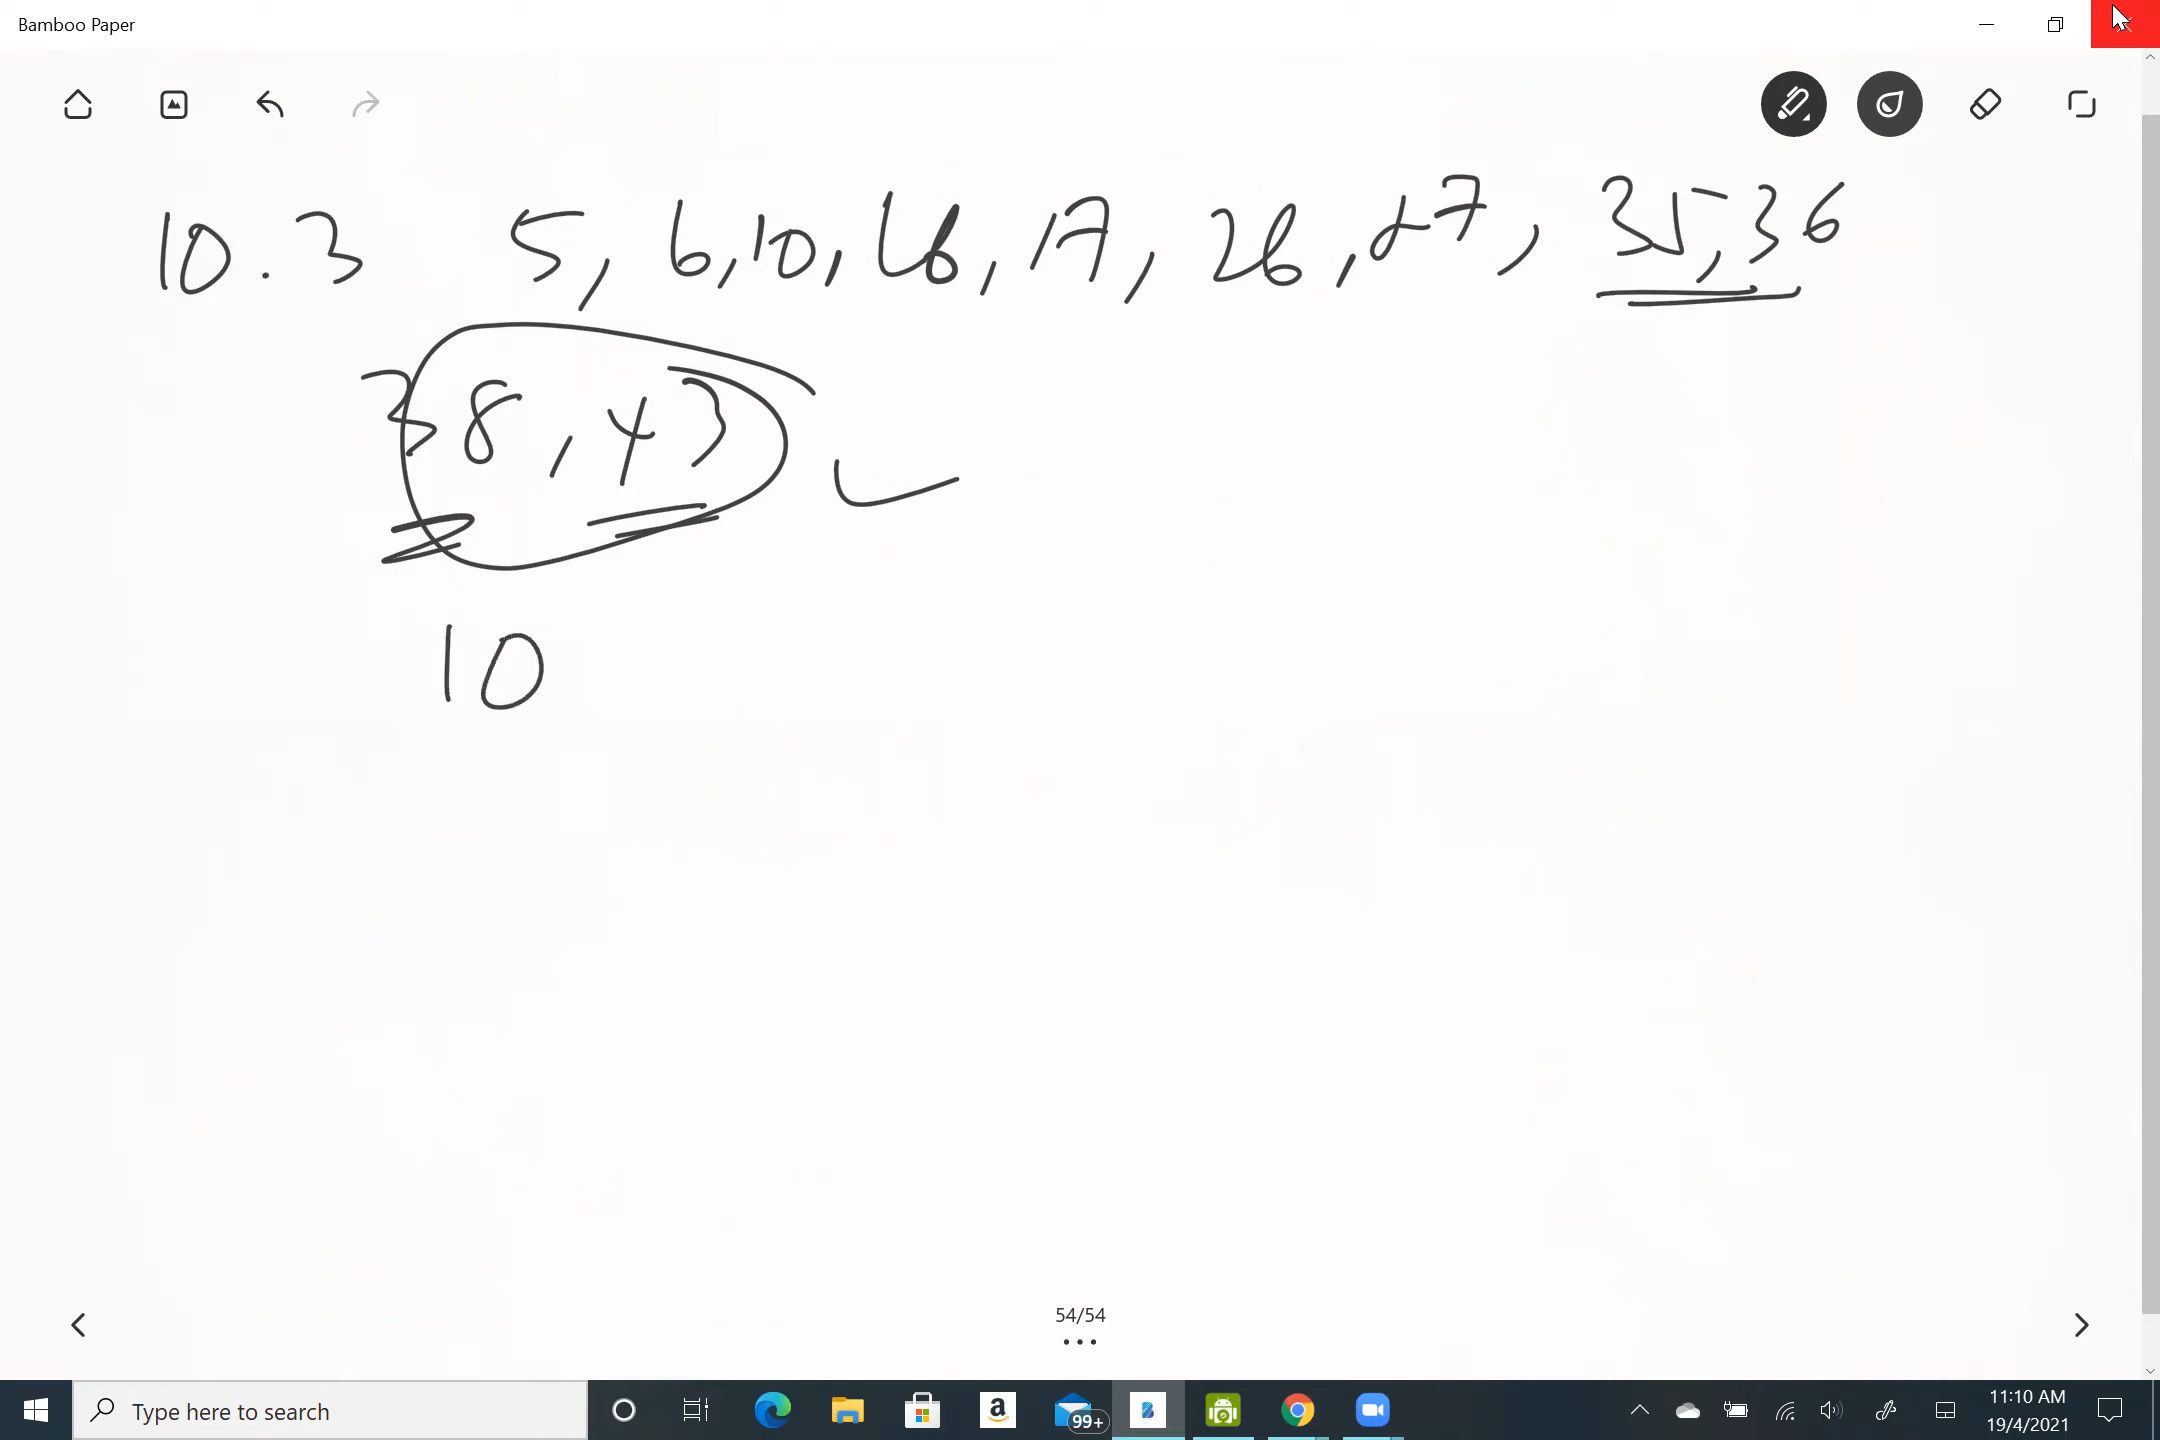 Bamboo Paper
10.3 5, 6, 10, 16, 17, 26, 27, 35, 36
38, 43
10
54/54
Type here to search
99+
11:10 AM
19/4/2021